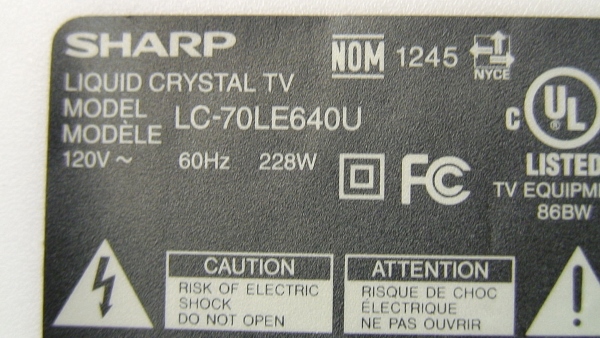 SHARP
NOM 1245 NYCE
LIQUID CRYSTAL TV
MODEL
MODÈLE LC-70LE640U
120V ~ 60Hz 228W
FC
C UL
LISTED
TV EQUIPME
86BW
CAUTION
RISK OF ELECTRIC
SHOCK
DO NOT OPEN
ATTENTION
RISQUE DE CHOC
ÉLECTRIQUE
NE PAS OUVRIR